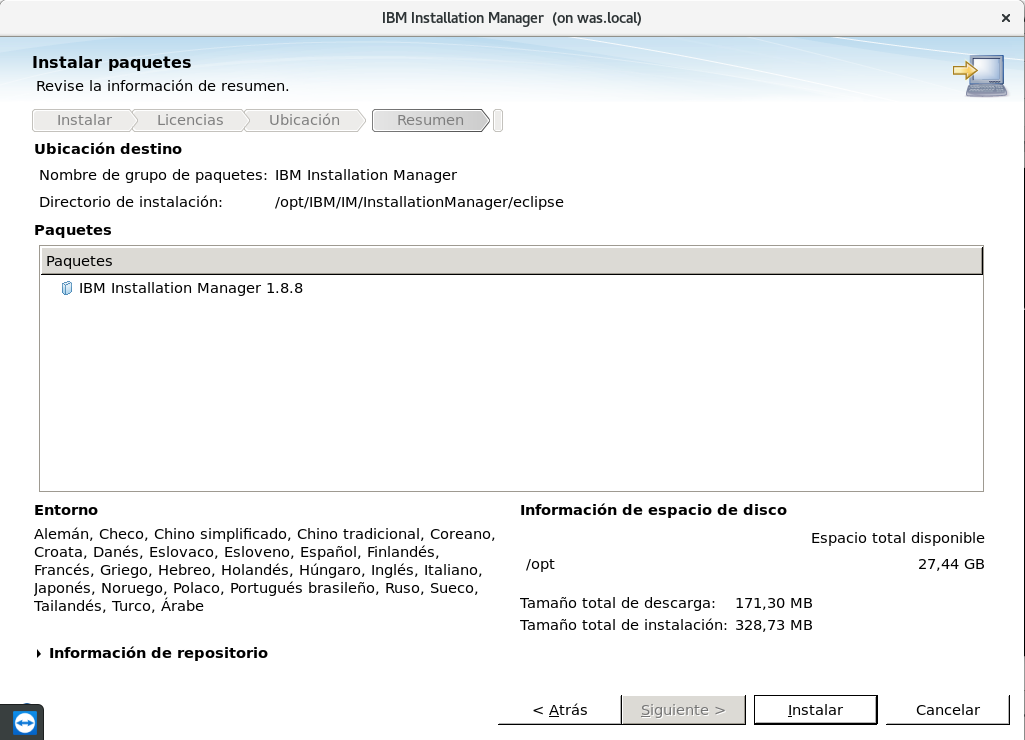 IBM Installation Manager (on was.local)
Instalar paquetes
Revise la información de resumen.
Instalar Licencias Ubicación Resumen
Ubicación destino
Nombre de grupo de paquetes: IBM Installation Manager
Directorio de instalación: /opt/IBM/IM/InstallationManager/eclipse
Paquetes
Paquetes
IBM Installation Manager 1.8.8
Entorno
Alemán, Checo, Chino simplificado, Chino tradicional, Coreano,
Croata, Danés, Eslovaco, Esloveno, Español, Finlandés,
Francés, Griego, Hebreo, Holandés, Húngaro, Inglés, Italiano,
Japonés, Noruego, Polaco, Portugués brasileño, Ruso, Sueco,
Tailandés, Turco, Árabe
Información de espacio de disco
Espacio total disponible
/opt 27,44 GB
Tamaño total de descarga: 171,30 MB
Tamaño total de instalación: 328,73 MB
Información de repositorio
< Atrás Siguiente > Instalar Cancelar